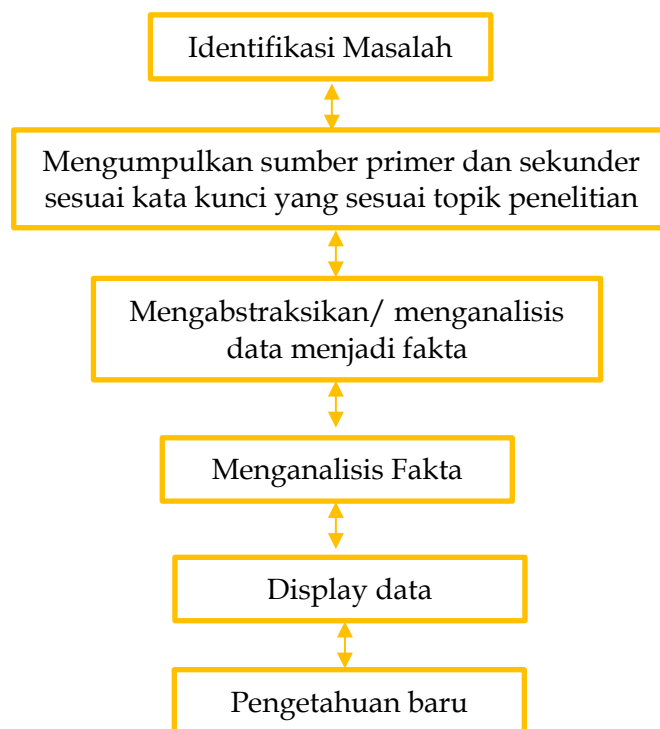 Identifikasi Masalah
Mengumpulkan sumber primer dan sekunder
sesuai kata kunci yang sesuai topik penelitian
Mengabstraksikan/ menganalisis
data menjadi fakta
Menganalisis Fakta
Display data
Pengetahuan baru